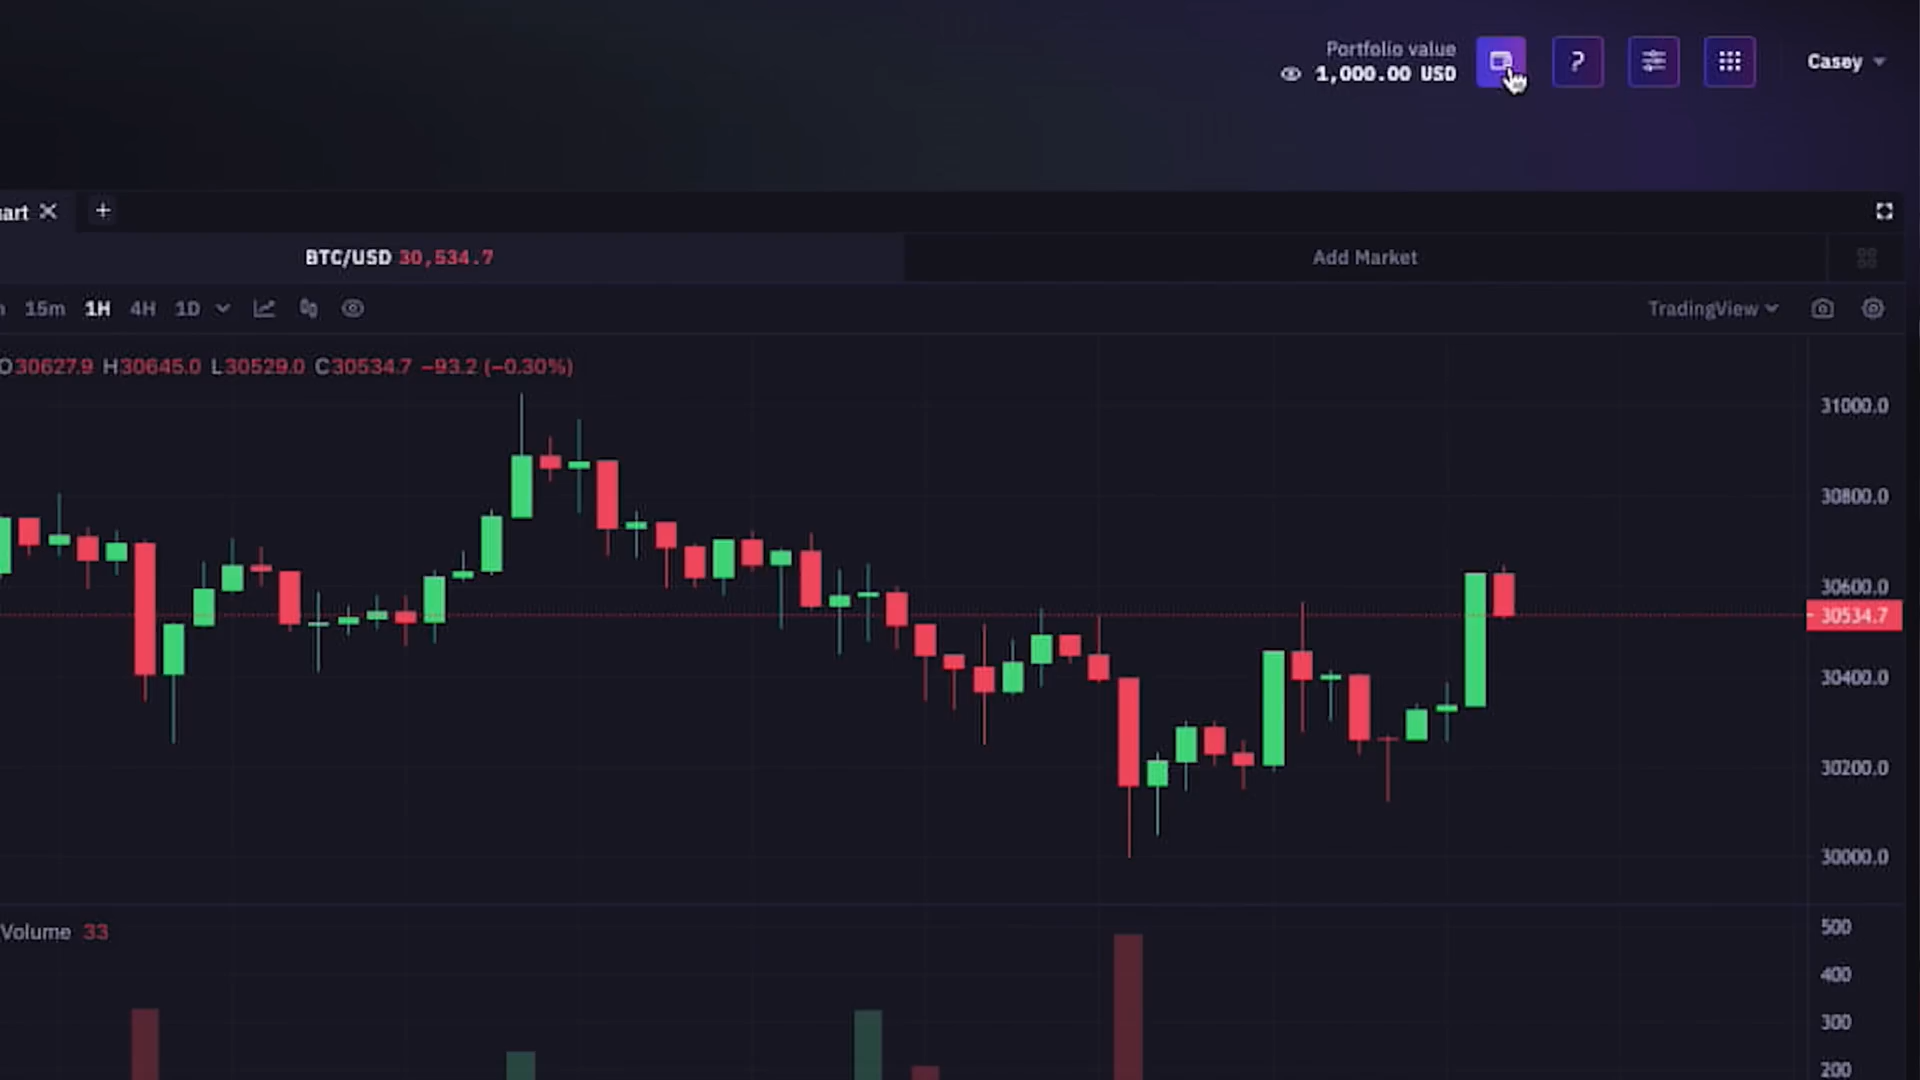 Portfolio value
1,000.00 USD
?
Casey
art
+
BTC/USD 30,534.7
Add Market
15m 1H 4H 1D
TradingView
O30627.9 H30645.0 L30529.0 C30534.7 −93.2 (−0.30%)
31000.0
30800.0
30600.0
30534.7
30400.0
30200.0
30000.0
Volume 33
500
400
300
200